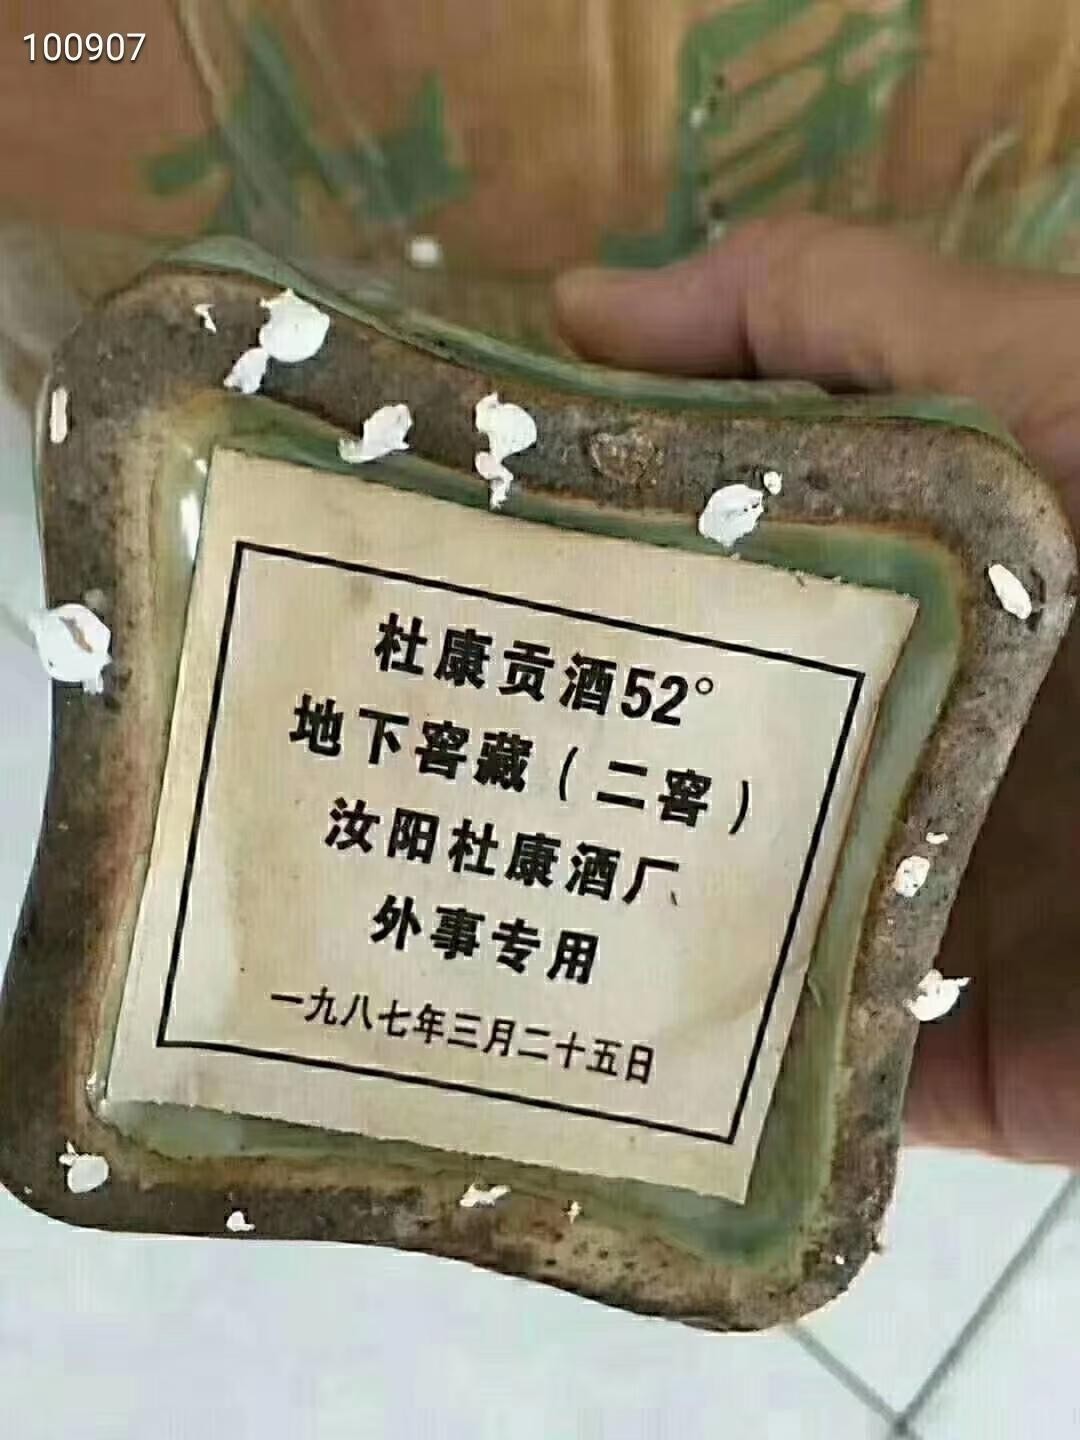 100907
杜康贡酒52°
地下窖藏（二窖）
汝阳杜康酒厂
外事专用
一九八七年三月二十五日